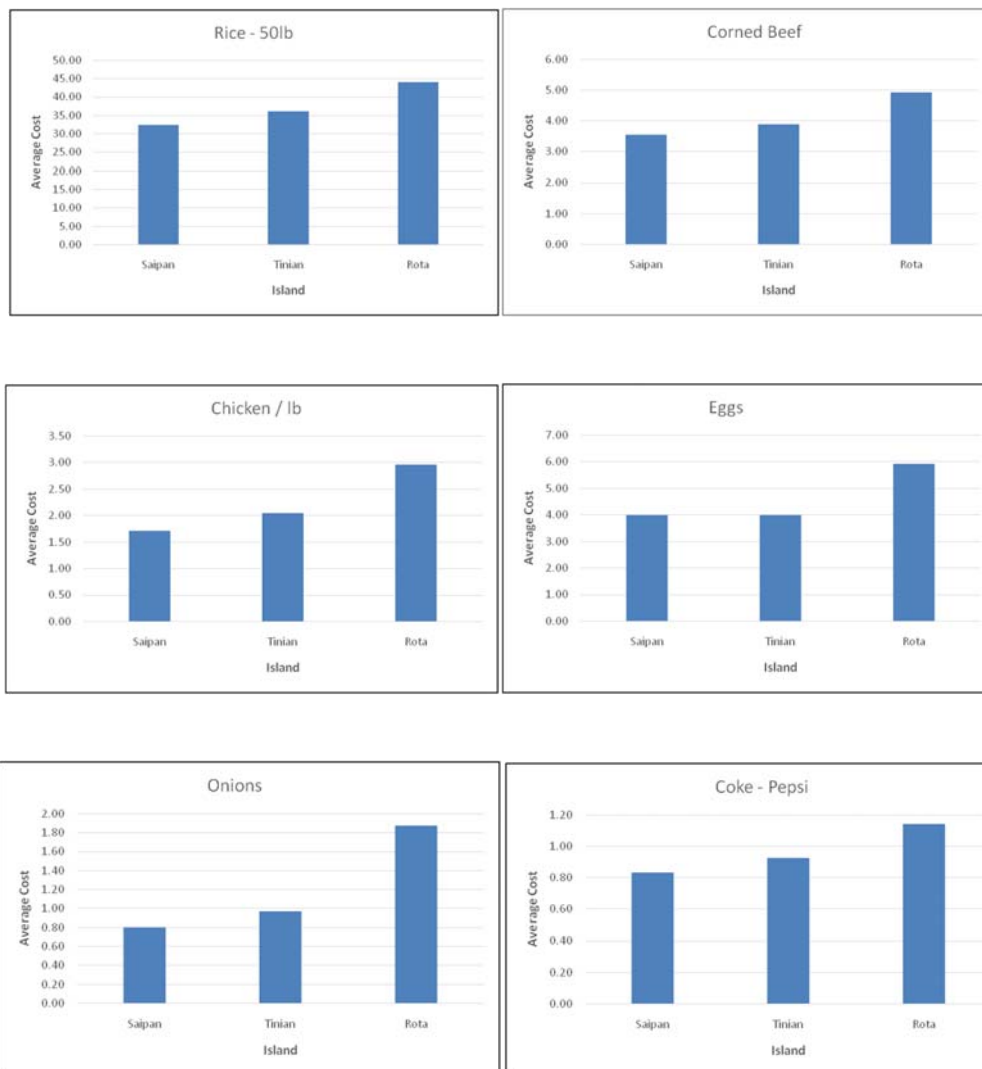 Rice - 50lb
Average Cost
50.00
45.00
40.00
35.00
30.00
25.00
20.00
15.00
10.00
5.00
0.00
Saipan Tinian Rota
Island
Corned Beef
Average Cost
6.00
5.00
4.00
3.00
2.00
1.00
0.00
Saipan Tinian Rota
Island
Chicken / lb
Average Cost
3.50
3.00
2.50
2.00
1.50
1.00
0.50
0.00
Saipan Tinian Rota
Island
Eggs
Average Cost
7.00
6.00
5.00
4.00
3.00
2.00
1.00
0.00
Saipan Tinian Rota
Island
Onions
Average Cost
2.00
1.80
1.60
1.40
1.20
1.00
0.80
0.60
0.40
0.20
0.00
Saipan Tinian Rota
Island
Coke - Pepsi
Average Cost
1.20
1.00
0.80
0.60
0.40
0.20
0.00
Saipan Tinian Rota
Island